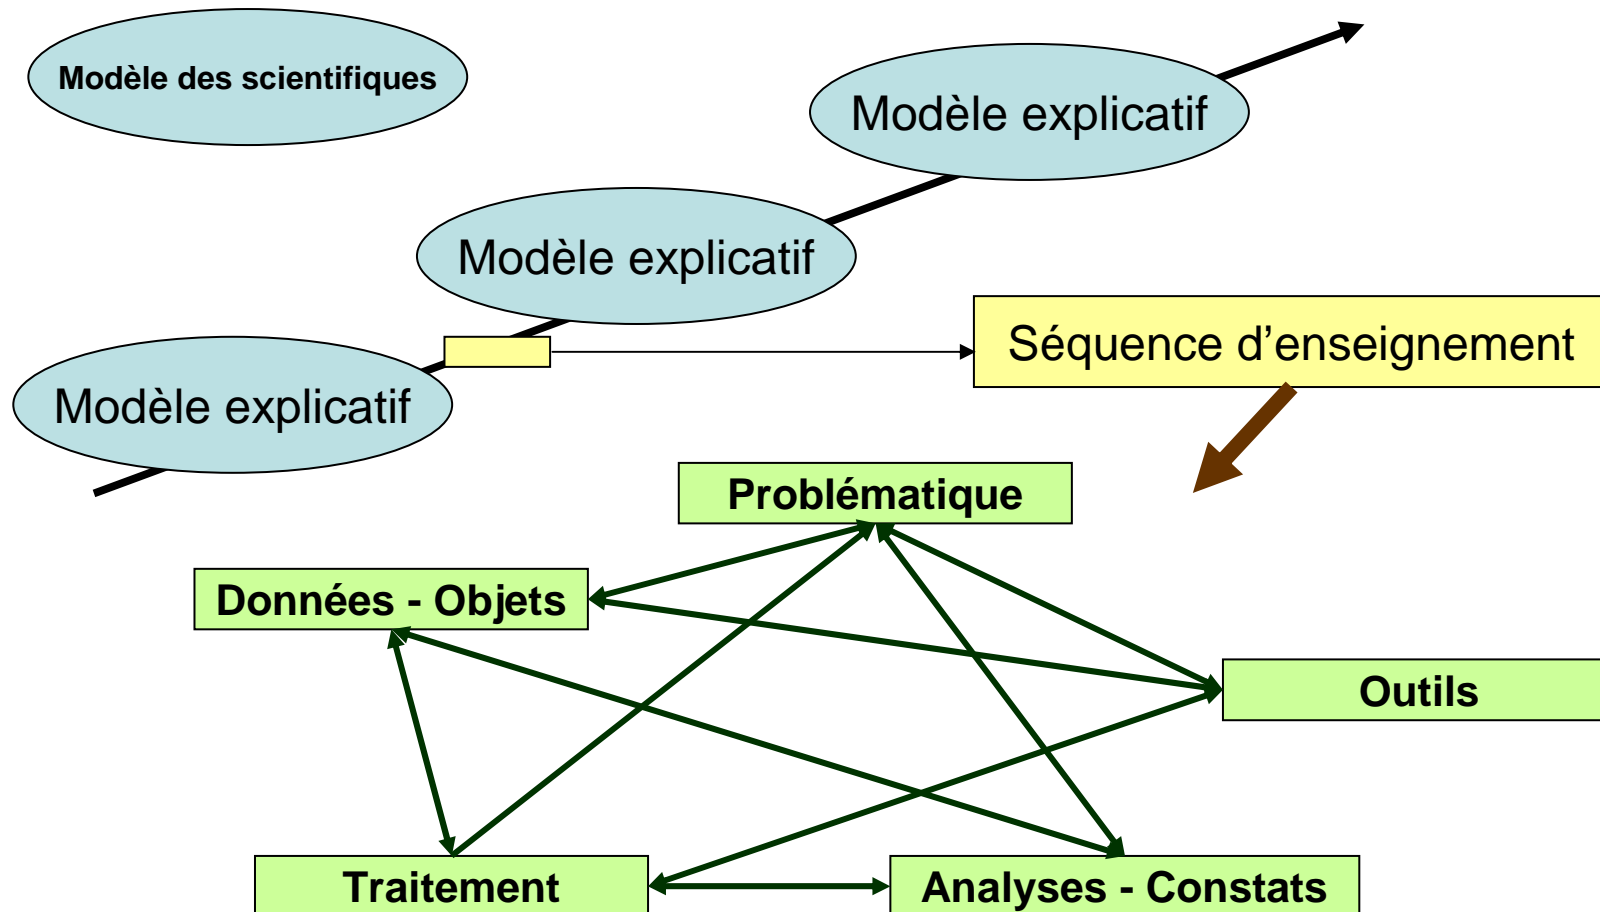 Modèle des scientifiques
Modèle explicatif
Modèle explicatif
Modèle explicatif
Séquence d'enseignement
Problématique
Données - Objets
Outils
Traitement
Analyses - Constats